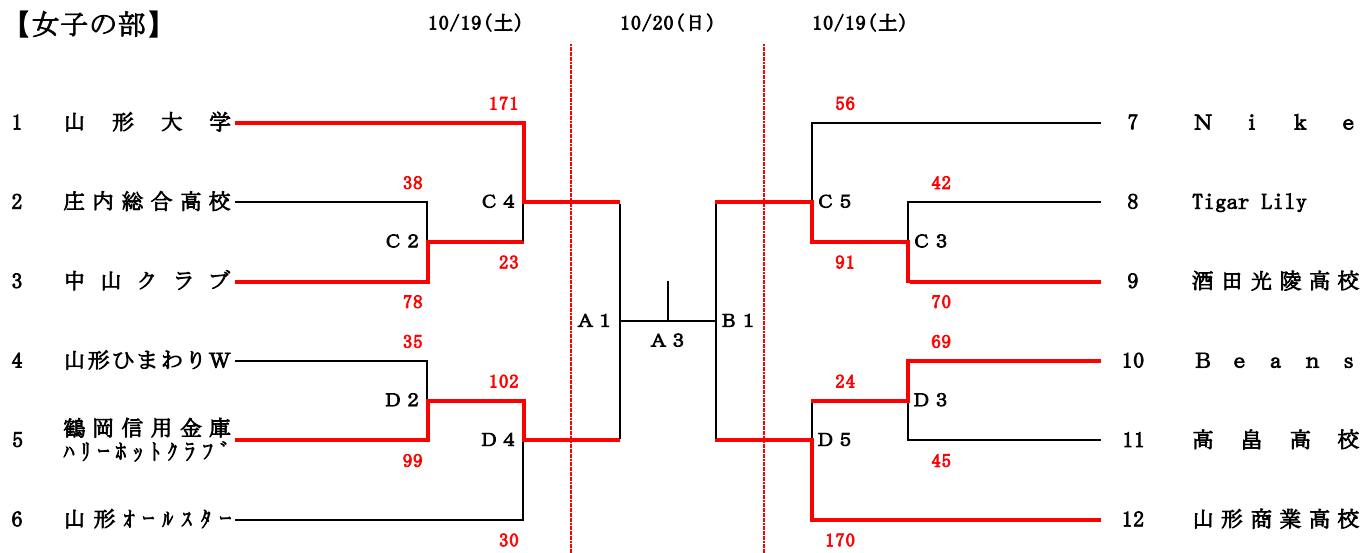 【女子の部】 10/19(土) 10/20(日) 10/19(土)
171 56
1 山形大学 7 Nike
38 42
2 庄内総合高校 C4 C5 8 Tigar Lily
C2 C3
23 91
3 中山クラブ 9 酒田光陵高校
78 70
A1 B1
A3
35 69
4 山形ひまわりW 10 Beans
102 24
D2 D3
鶴岡信用金庫
5 D4 D5 11 高畠高校
ハリーホットクラブ
99 45
6 山形オールスター 12 山形商業高校
30 170